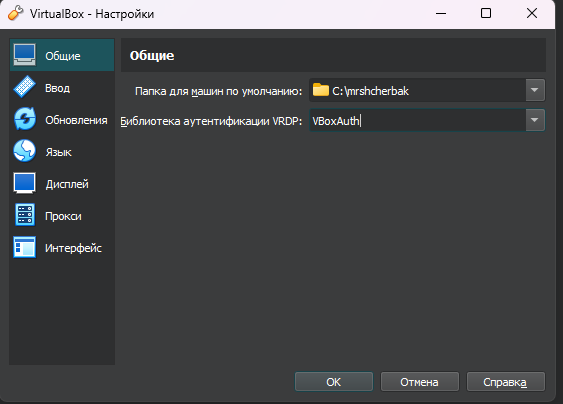 VirtualBox - Настройки
Общие
Ввод
Обновления
Язык
Дисплей
Прокси
Интерфейс
Общие
Папка для машин по умолчанию: C:\mrshcherbak
Библиотека аутентификации VRDP: VBoxAuth
OK Отмена Справка